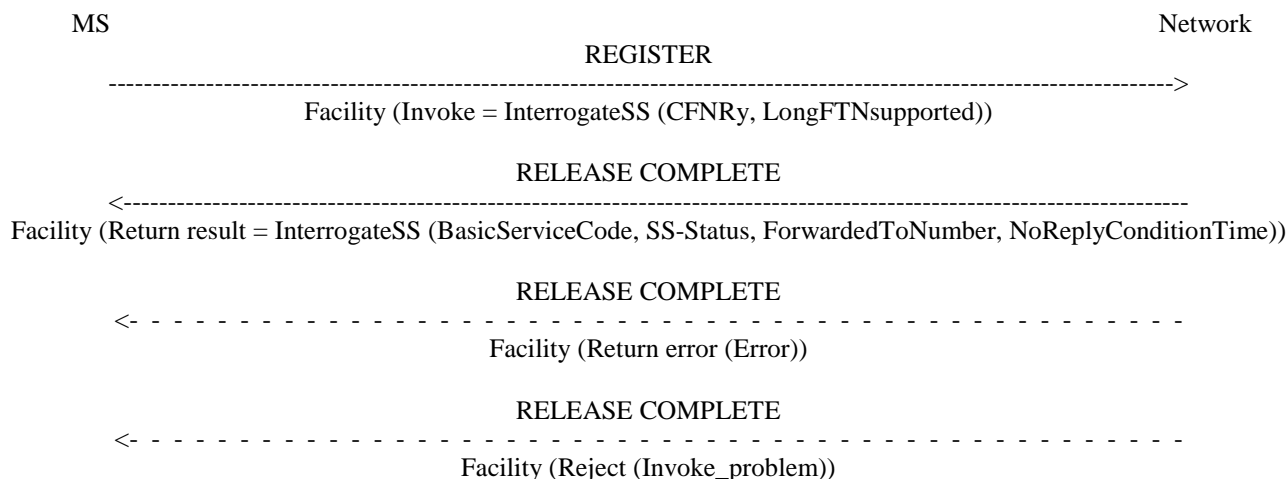 MS Network
REGISTER
Facility (Invoke = InterrogateSS (CFNRy, LongFTNsupported))
RELEASE COMPLETE
Facility (Return result = InterrogateSS (BasicServiceCode, SS-Status, ForwardedToNumber, NoReplyConditionTime))
RELEASE COMPLETE
Facility (Return error (Error))
RELEASE COMPLETE
Facility (Reject (Invoke_problem))